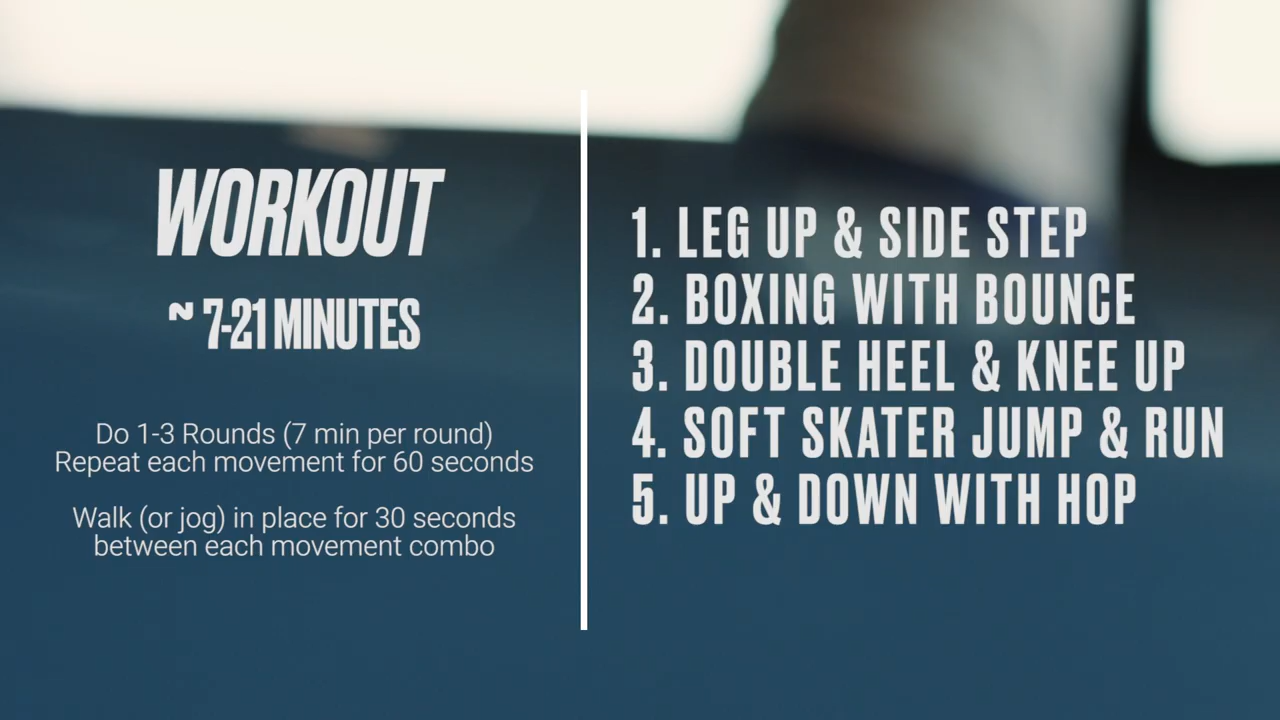 WORKOUT
~ 7-21 MINUTES
Do 1-3 Rounds (7 min per round)
Repeat each movement for 60 seconds
Walk (or jog) in place for 30 seconds
between each movement combo
1. LEG UP & SIDE STEP
2. BOXING WITH BOUNCE
3. DOUBLE HEEL & KNEE UP
4. SOFT SKATER JUMP & RUN
5. UP & DOWN WITH HOP